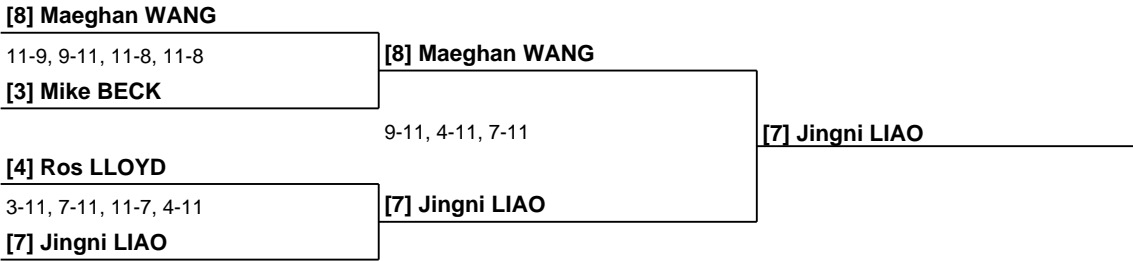 [8] Maeghan WANG
11-9, 9-11, 11-8, 11-8
[8] Maeghan WANG
[3] Mike BECK
9-11, 4-11, 7-11
[7] Jingni LIAO
[4] Ros LLOYD
3-11, 7-11, 11-7, 4-11
[7] Jingni LIAO
[7] Jingni LIAO